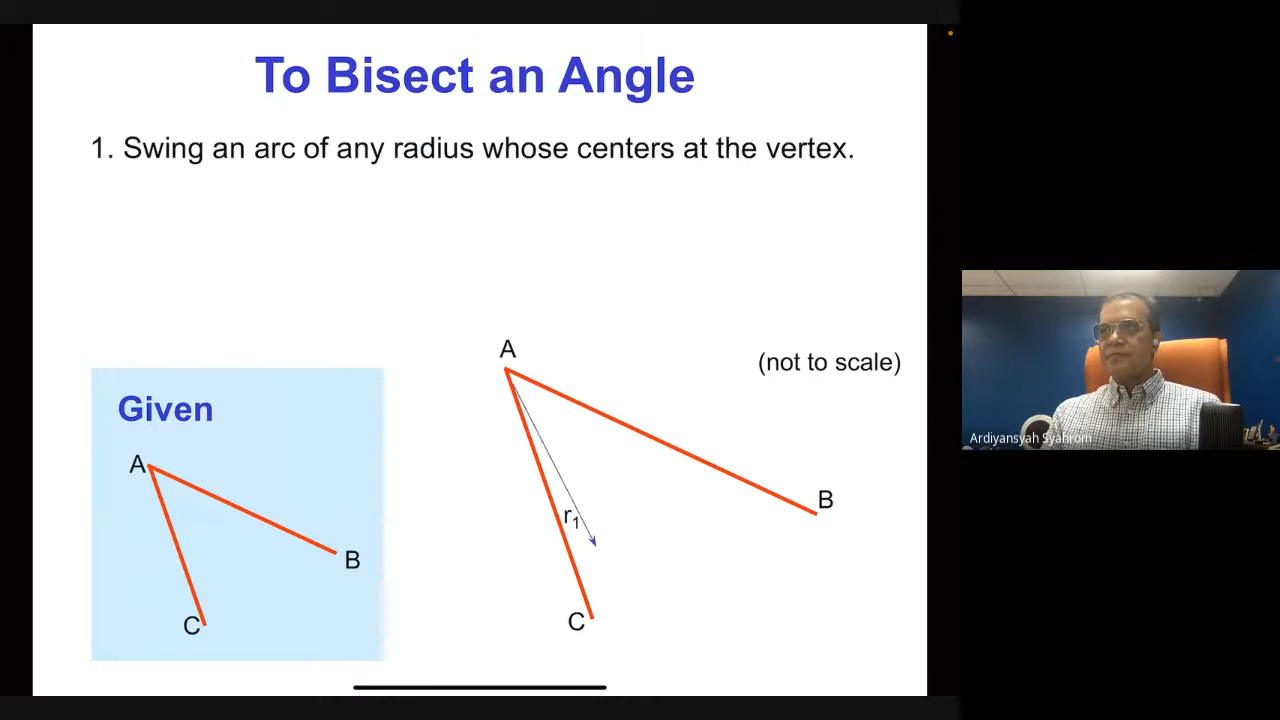 To Bisect an Angle
1. Swing an arc of any radius whose centers at the vertex.
A
(not to scale)
Given
A
B
r1
B
C
C
Ardiyansyah Syahrom